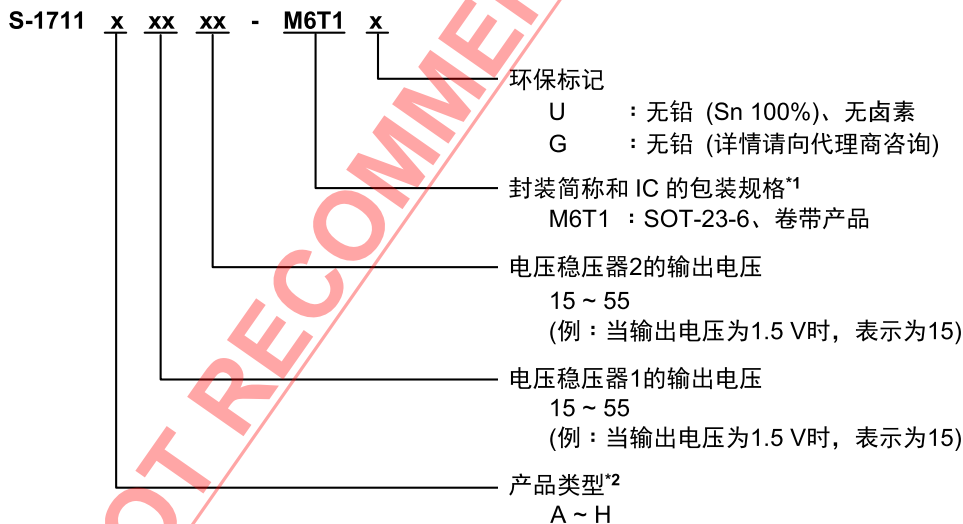 S-1711 x xx xx - M6T1 x
环保标记
U :无铅 (Sn 100%)、无卤素
G :无铅 (详情请向代理商咨询)
封装简称和 IC 的包装规格*1
M6T1 :SOT-23-6、卷带产品
电压稳压器2的输出电压
15 ~ 55
(例:当输出电压为1.5 V时，表示为15)
电压稳压器1的输出电压
15 ~ 55
(例:当输出电压为1.5 V时，表示为15)
产品类型*2
A ~ H
OT RECOMME